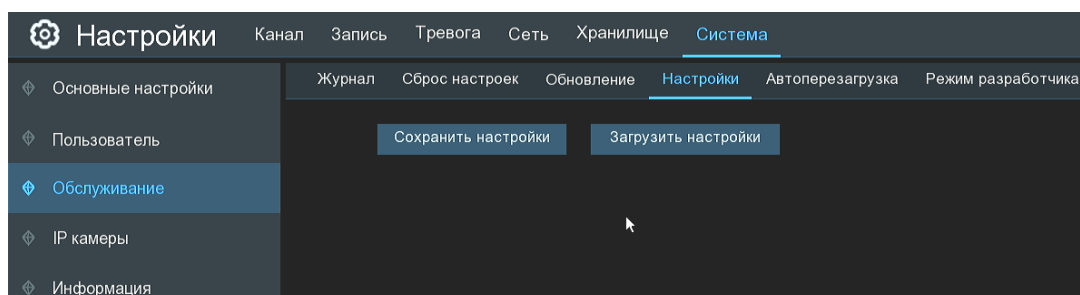 Настройки Канал Запись Тревога Сеть Хранилище Система
Журнал Сброс настроек Обновление Настройки Автоперезагрузка Режим разработчика
Основные настройки
Пользователь
Обслуживание
IP камеры
Информация
Сохранить настройки Загрузить настройки